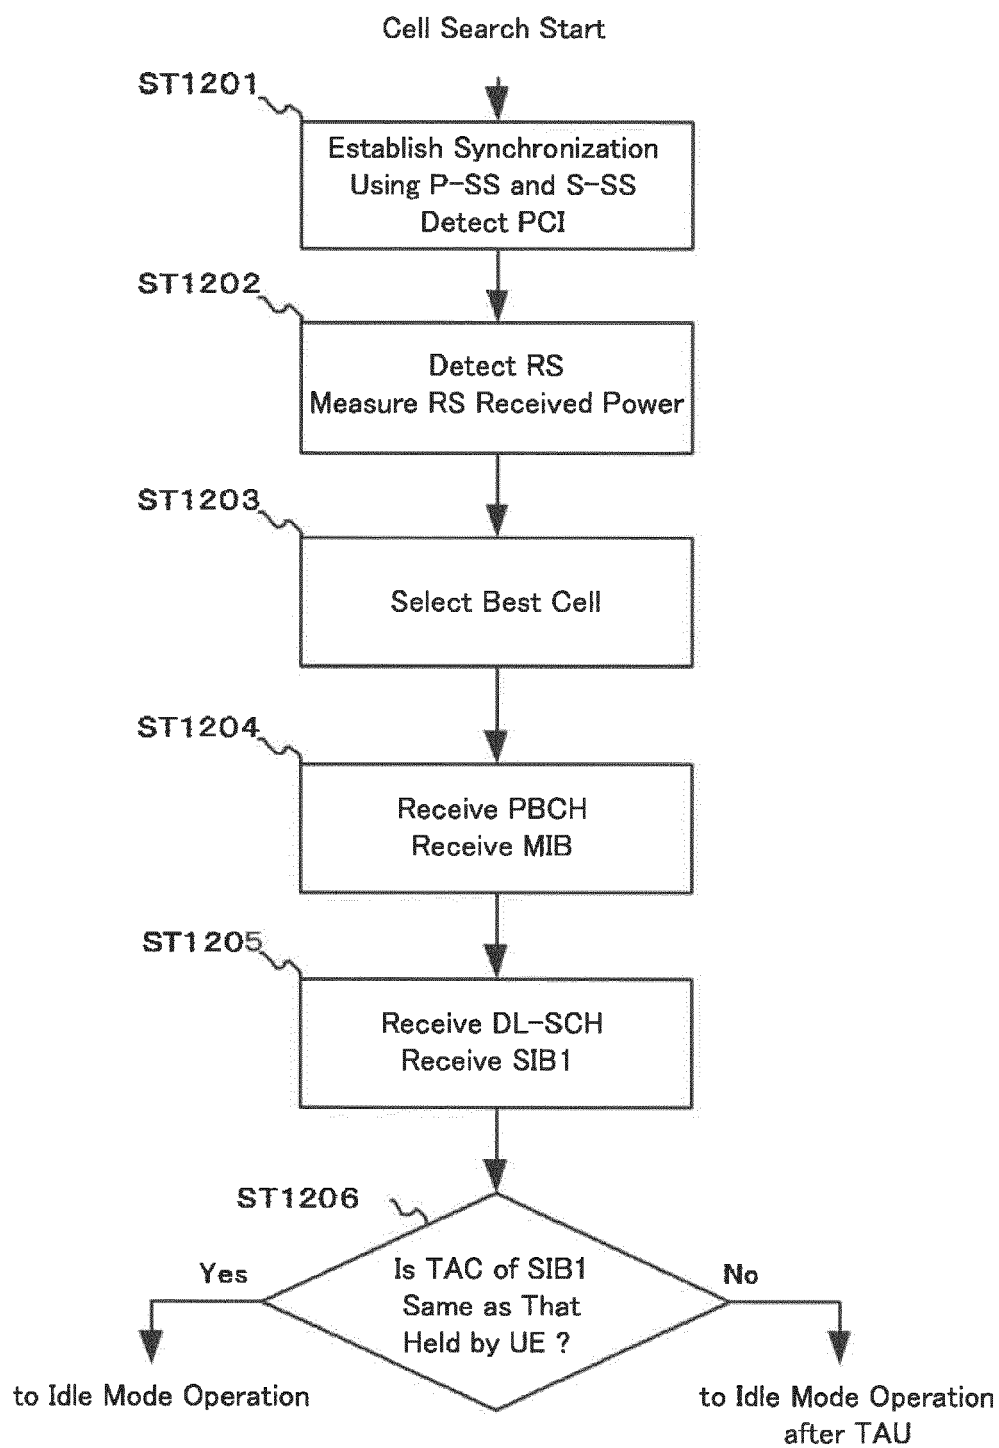 Cell Search Start
ST1201
Establish Synchronization
Using P-SS and S-SS
Detect PCI
ST1202
Detect RS
Measure RS Received Power
ST1203
Select Best Cell
ST1204
Receive PBCH
Receive MIB
ST1205
Receive DL-SCH
Receive SIB1
ST1206
Is TAC of SIB1
Same as That
Held by UE ?
Yes
No
to Idle Mode Operation
to Idle Mode Operation
after TAU